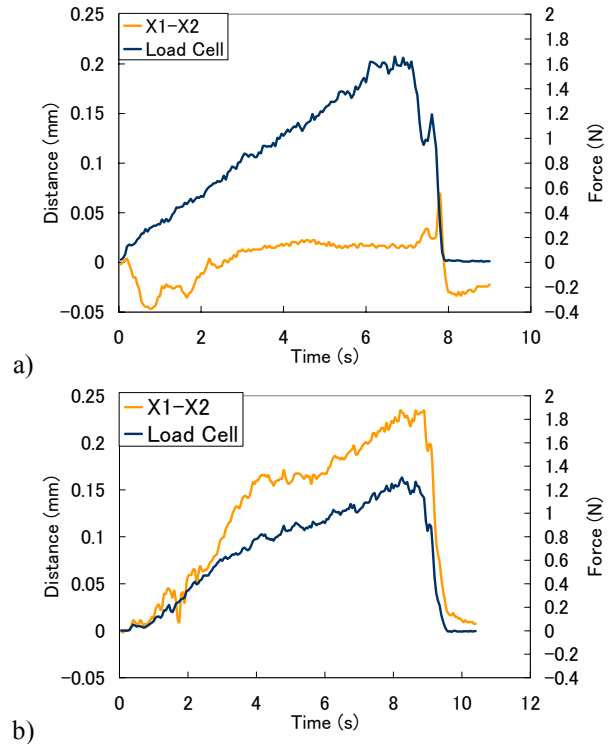 X1-X2
Load Cell
Distance (mm)
0.25
0.2
0.15
0.1
0.05
0
-0.05
2
1.8
1.6
1.4
1.2
1
0.8
0.6
0.4
0.2
0
-0.2
-0.4
Force (N)
0 2 4 6 8 10
Time (s)
a)
X1-X2
Load Cell
Distance (mm)
0.25
0.2
0.15
0.1
0.05
0
-0.05
2
1.8
1.6
1.4
1.2
1
0.8
0.6
0.4
0.2
0
-0.2
-0.4
Force (N)
0 2 4 6 8 10 12
Time (s)
b)